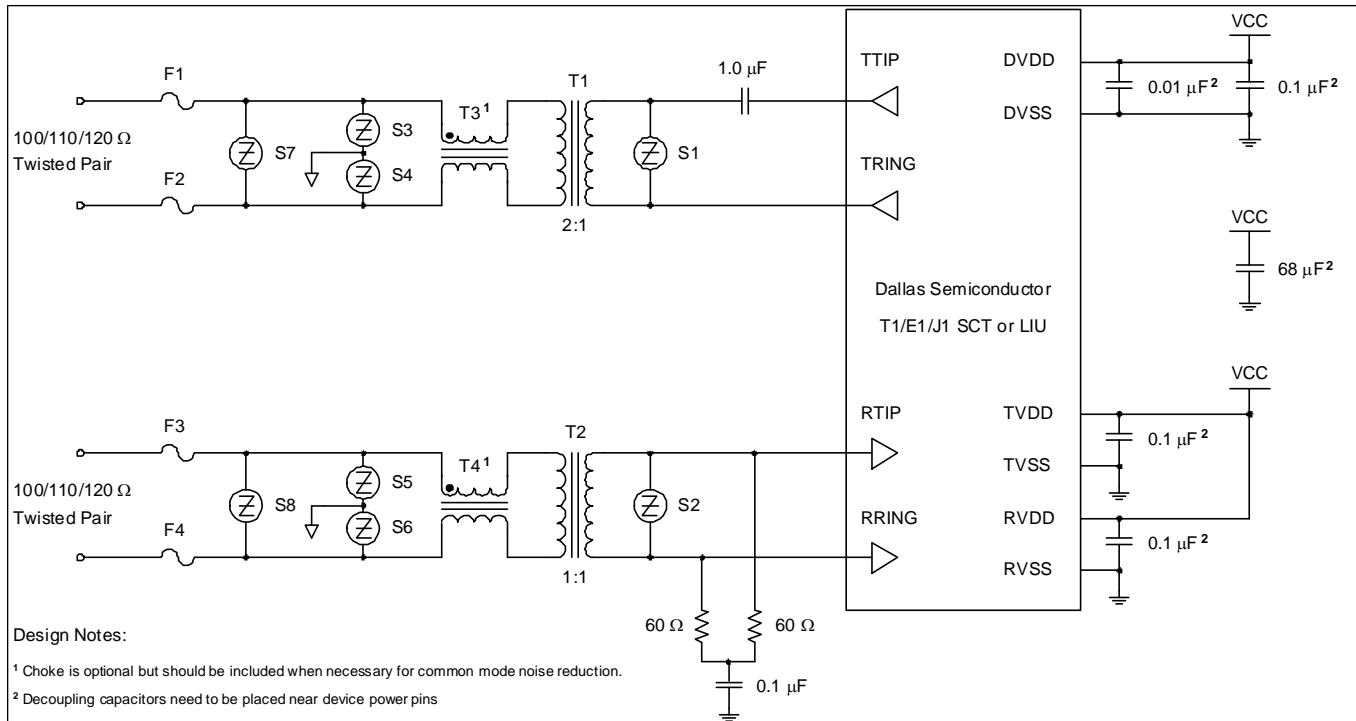 VCC
F1
T1
TTIP
DVDD
1.0 µF
0.01 µF²
0.1 µF²
T3¹
S3
DVSS
100/110/120 Ω
Twisted Pair
S7
S1
S4
TRING
F2
2:1
VCC
68 µF²
Dallas Semiconductor
T1/E1/J1 SCT or LIU
VCC
F3
T2
RTIP
TVDD
0.1 µF²
T4¹
S5
TVSS
100/110/120 Ω
Twisted Pair
S8
S2
S6
RRING
RVDD
F4
0.1 µF²
RVSS
1:1
60 Ω
60 Ω
0.1 µF
Design Notes:
¹ Choke is optional but should be included when necessary for common mode noise reduction.
² Decoupling capacitors need to be placed near device power pins